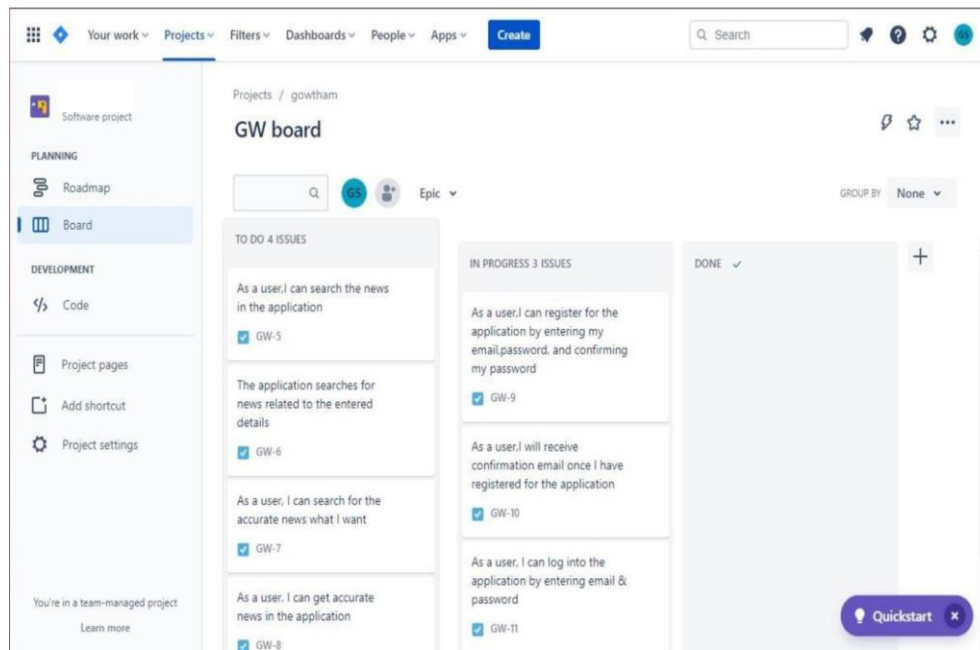 Your work Projects Filters Dashboards People Apps Create Search GS
Software project
PLANNING
Roadmap
Board
DEVELOPMENT
Code
Project pages
Add shortcut
Project settings
You're in a team-managed project
Learn more
Projects / gowtham
GW board
GS Epic GROUP BY None
TO DO 4 ISSUES
As a user,I can search the news
in the application
GW-5
The application searches for
news related to the entered
details
GW-6
As a user, I can search for the
accurate news what I want
GW-7
As a user, I can get accurate
news in the application
GW-8
IN PROGRESS 3 ISSUES
As a user,I can register for the
application by entering my
email,password, and confirming
my password
GW-9
As a user,I will receive
confirmation email once I have
registered for the application
GW-10
As a user, I can log into the
application by entering email &
password
GW-11
DONE
Quickstart